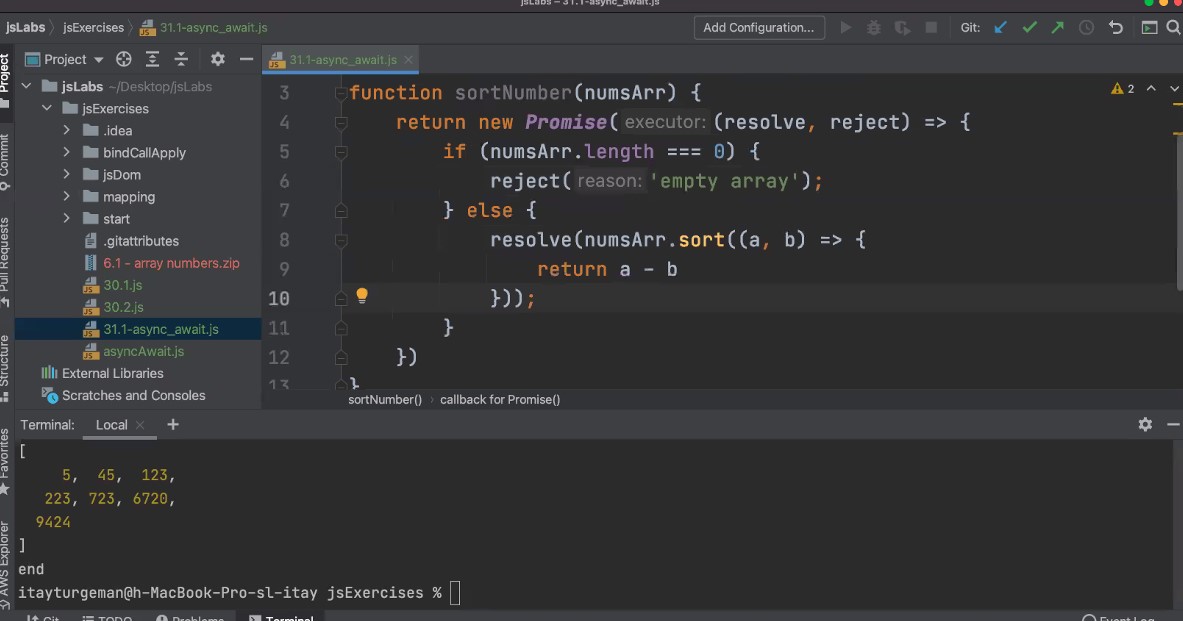 jsLabs – 31.1-async_await.js
jsLabs › jsExercises › 31.1-async_await.js
Add Configuration...
Git:
Project
31.1-async_await.js
jsLabs ~/Desktop/jsLabs
jsExercises
.idea
bindCallApply
jsDom
mapping
start
.gitattributes
6.1 - array numbers.zip
30.1.js
30.2.js
31.1-async_await.js
asyncAwait.js
External Libraries
Scratches and Consoles
Project
Commit
Pull Requests
Structure
Favorites
AWS Explorer
2
3 function sortNumber(numsArr) {
4 return new Promise( executor: (resolve, reject) => {
5 if (numsArr.length === 0) {
6 reject( reason: 'empty array');
7 } else {
8 resolve(numsArr.sort((a, b) => {
9 return a - b
10 }));
11 }
12 })
13 }
sortNumber() › callback for Promise()
Terminal: Local +
[
5, 45, 123,
223, 723, 6720,
9424
]
end
itayturgeman@h-MacBook-Pro-sl-itay jsExercises %
Git TODO Problems Terminal Event Log